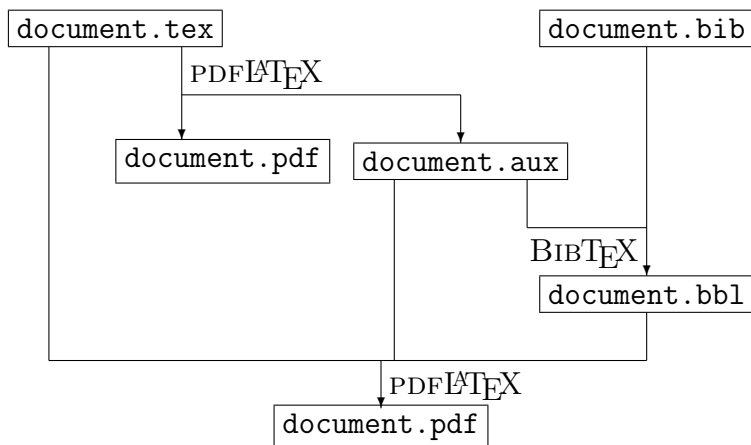 document.tex
document.bib
PDFLATEX
document.pdf
document.aux
BIBTEX
document.bbl
PDFLATEX
document.pdf